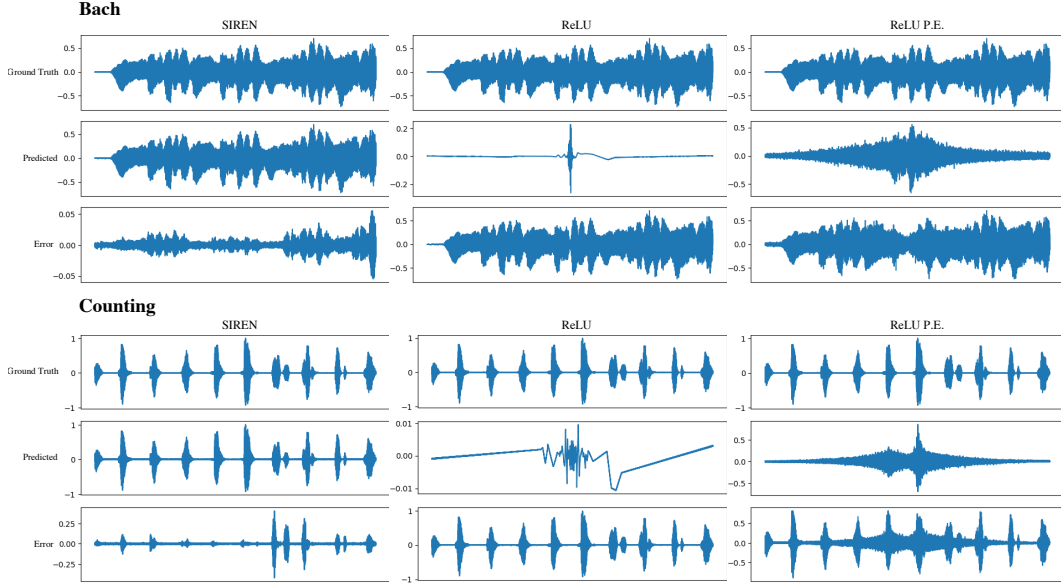 Bach
SIREN ReLU ReLU P.E.
0.5 0.5 0.5
Ground Truth 0.0 0.0 0.0
−0.5 −0.5 −0.5
0.5 0.2 0.5
Predicted 0.0 0.0 0.0
−0.5 −0.2 −0.5
0.05 0.5 0.5
Error 0.00 0.0 0.0
−0.05 −0.5 −0.5
Counting
SIREN ReLU ReLU P.E.
1 1 1
Ground Truth 0 0 0
−1 −1 −1
1 0.01 0.5
Predicted 0 0.00 0.0
−1 −0.01 −0.5
0.25 1 0.5
Error 0.00 0 0.0
−0.25 −1 −0.5